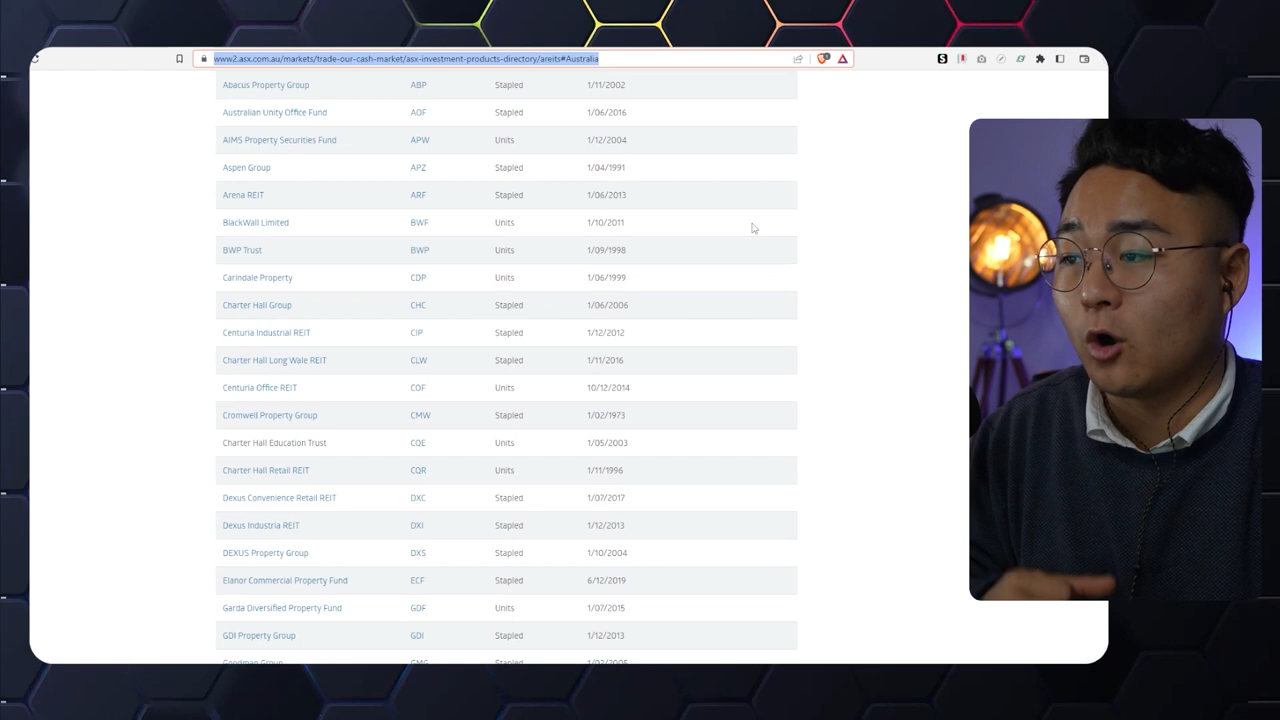 www2.asx.com.au/markets/trade-our-cash-market/asx-investment-products-directory/areits#Australia
Abacus Property Group ABP Stapled 1/11/2002
Australian Unity Office Fund AOF Stapled 1/06/2016
AIMS Property Securities Fund APW Units 1/12/2004
Aspen Group APZ Stapled 1/04/1991
Arena REIT ARF Stapled 1/06/2013
BlackWall Limited BWF Units 1/10/2011
BWP Trust BWP Units 1/09/1998
Carindale Property CDP Units 1/06/1999
Charter Hall Group CHC Stapled 1/06/2006
Centuria Industrial REIT CIP Stapled 1/12/2012
Charter Hall Long Wale REIT CLW Stapled 1/11/2016
Centuria Office REIT COF Units 10/12/2014
Cromwell Property Group CMW Stapled 1/02/1973
Charter Hall Education Trust CQE Units 1/05/2003
Charter Hall Retail REIT CQR Units 1/11/1996
Dexus Convenience Retail REIT DXC Stapled 1/07/2017
Dexus Industria REIT DXI Stapled 1/12/2013
DEXUS Property Group DXS Stapled 1/10/2004
Elanor Commercial Property Fund ECF Stapled 6/12/2019
Garda Diversified Property Fund GDF Units 1/07/2015
GDI Property Group GDI Stapled 1/12/2013
Goodman Group GMG Stapled 1/02/2005